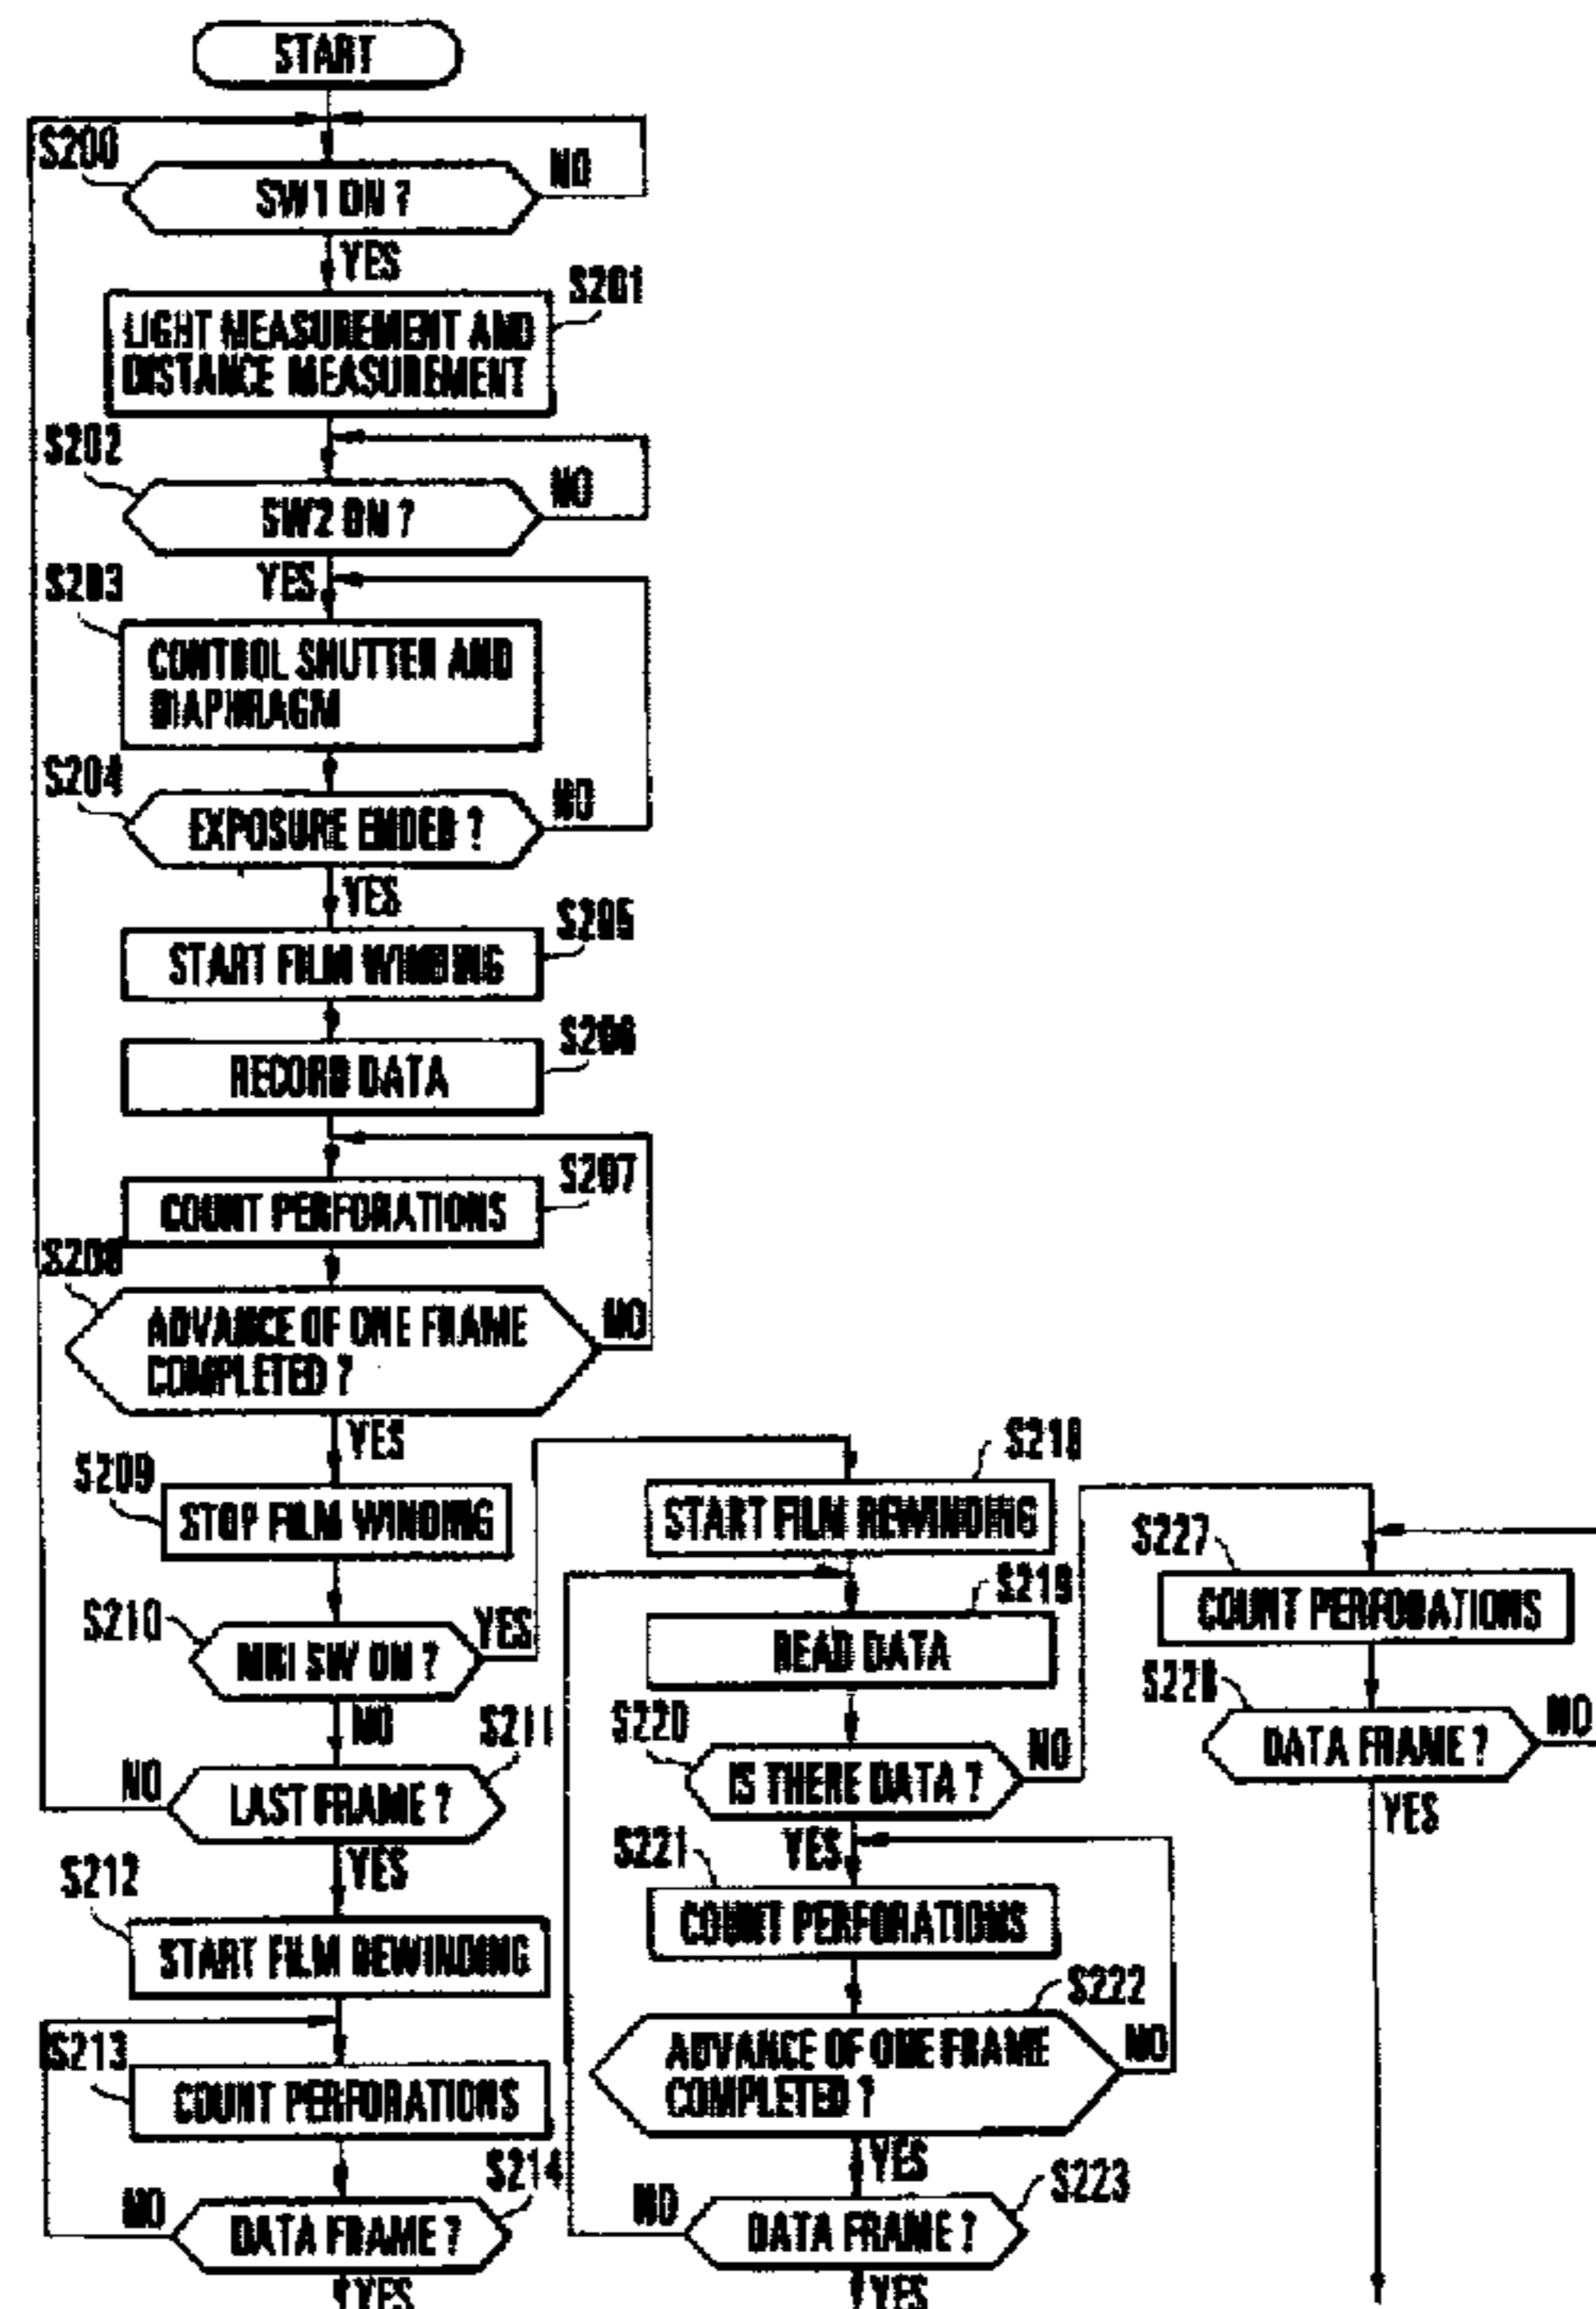 START
S200
SW1 ON ?
NO
YES
S201
LIGHT MEASUREMENT AND
DISTANCE MEASUREMENT
S202
SW2 ON ?
NO
YES
S203
CONTROL SHUTTER AND
DIAPHRAGM
S204
EXPOSURE ENDED ?
NO
YES
S205
START FILM WINDING
S206
RECORD DATA
S207
COUNT PERFORATIONS
S208
ADVANCE OF ONE FRAME
COMPLETED ?
NO
YES
S209
STOP FILM WINDING
S210
MRI SW ON ?
YES
NO
S211
LAST FRAME ?
NO
YES
S212
START FILM REWINDING
S213
COUNT PERFORATIONS
S214
DATA FRAME ?
NO
YES
S218
START FILM REWINDING
S219
READ DATA
S220
IS THERE DATA ?
NO
YES
S221
COUNT PERFORATIONS
S222
ADVANCE OF ONE FRAME
COMPLETED ?
NO
YES
S223
DATA FRAME ?
NO
YES
S227
COUNT PERFORATIONS
S228
DATA FRAME ?
NO
YES